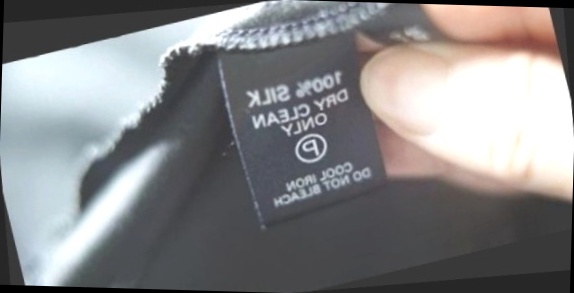 100% SILK
DRY CLEAN
ONLY
P
COOL IRON
DO NOT BLEACH